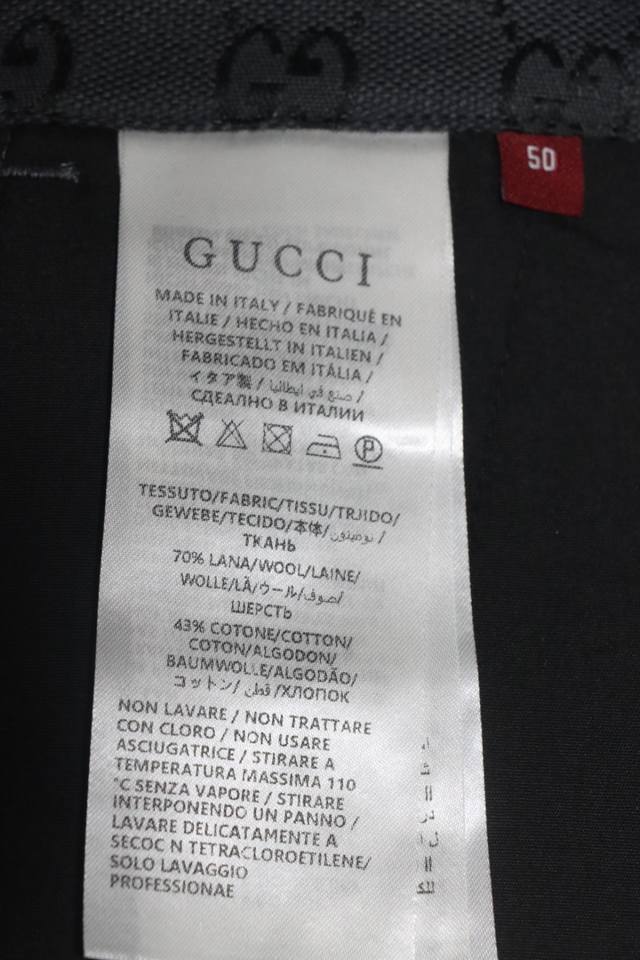 50
GUCCI
MADE IN ITALY / FABRIQUÉ EN
ITALIE / HECHO EN ITALIA /
HERGESTELLT IN ITALIEN /
FABRICADO EM ITÁLIA /
イタア製 / صنع في ايطاليا /
СДЕАЛНО В ИТАЛИИ
P
TESSUTO/FABRIC/TISSU/TRJIDO/
GEWEBE/TECIDO/本体/ /
ТКАНЬ
70% LANA/WOOL/LAINE/
WOLLE/LÃ/ウール/صوف/
ШЕРСТЬ
43% COTONE/COTTON/
COTON/ALGODON/
BAUMWOLLE/ALGODÃO/
コットン/ قطن /ХЛОПОК
NON LAVARE / NON TRATTARE
CON CLORO / NON USARE
ASCIUGATRICE / STIRARE A
TEMPERATURA MASSIMA 110
°C SENZA VAPORE / STIRARE
INTERPONENDO UN PANNO /
LAVARE DELICATAMENTE A
SECOC N TETRACLOROETILENE/
SOLO LAVAGGIO
PROFESSIONAE